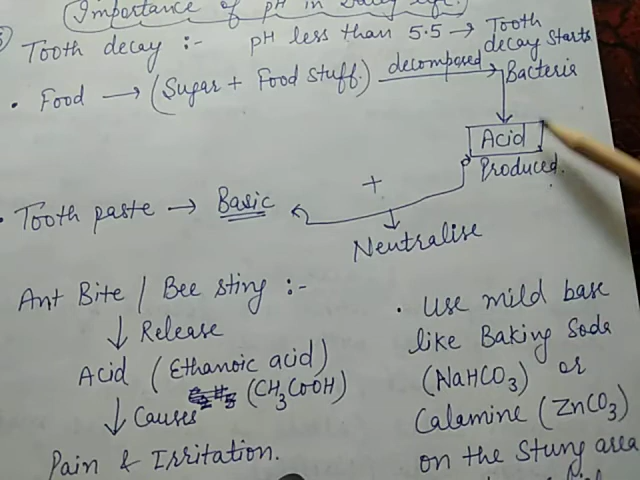 Importance of pH in Daily life.
Tooth decay :- pH less than 5.5 → Tooth decay starts
• Food → (Sugar + Food Stuff) decomposed → Bacteria
Acid
Produced.
+
• Tooth paste → Basic
Neutralise
Ant Bite / Bee sting :-
↓ Release
Acid (Ethanoic acid)
(CH3COOH)
↓ Causes
Pain & Irritation.
• Use mild base
like Baking Soda
(NaHCO3) or
Calamine (ZnCO3)
on the Stung area